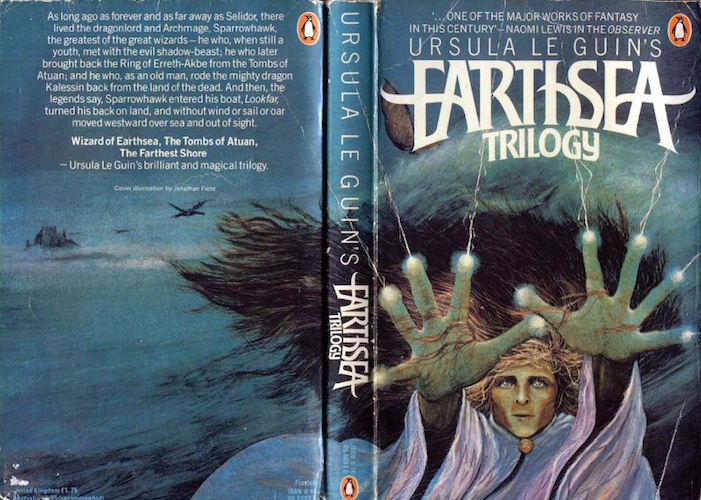 As long ago as forever and as far away as Selidor, there
lived the dragonlord and Archmage, Sparrowhawk,
the greatest of the great wizards – he who, when still a
youth, met with the evil shadow-beast; he who later
brought back the Ring of Erreth-Akbe from the Tombs of
Atuan; and he who, as an old man, rode the mighty dragon
Kalessin back from the land of the dead. And then, the
legends say, Sparrowhawk entered his boat, Lookfar,
turned his back on land, and without wind or sail or oar
moved westward over sea and out of sight.
Wizard of Earthsea, The Tombs of Atuan,
The Farthest Shore
– Ursula Le Guin's brilliant and magical trilogy.
Cover illustration by Jonathan Field
United Kingdom £1.75
Fiction
ISBN 0
URSULA LE GUIN'S
EARTHSEA
TRILOGY
'. . . ONE OF THE MAJOR WORKS OF FANTASY
IN THIS CENTURY' – NAOMI LEWIS IN THE OBSERVER
URSULA LE GUIN'S
EARTHSEA
TRILOGY